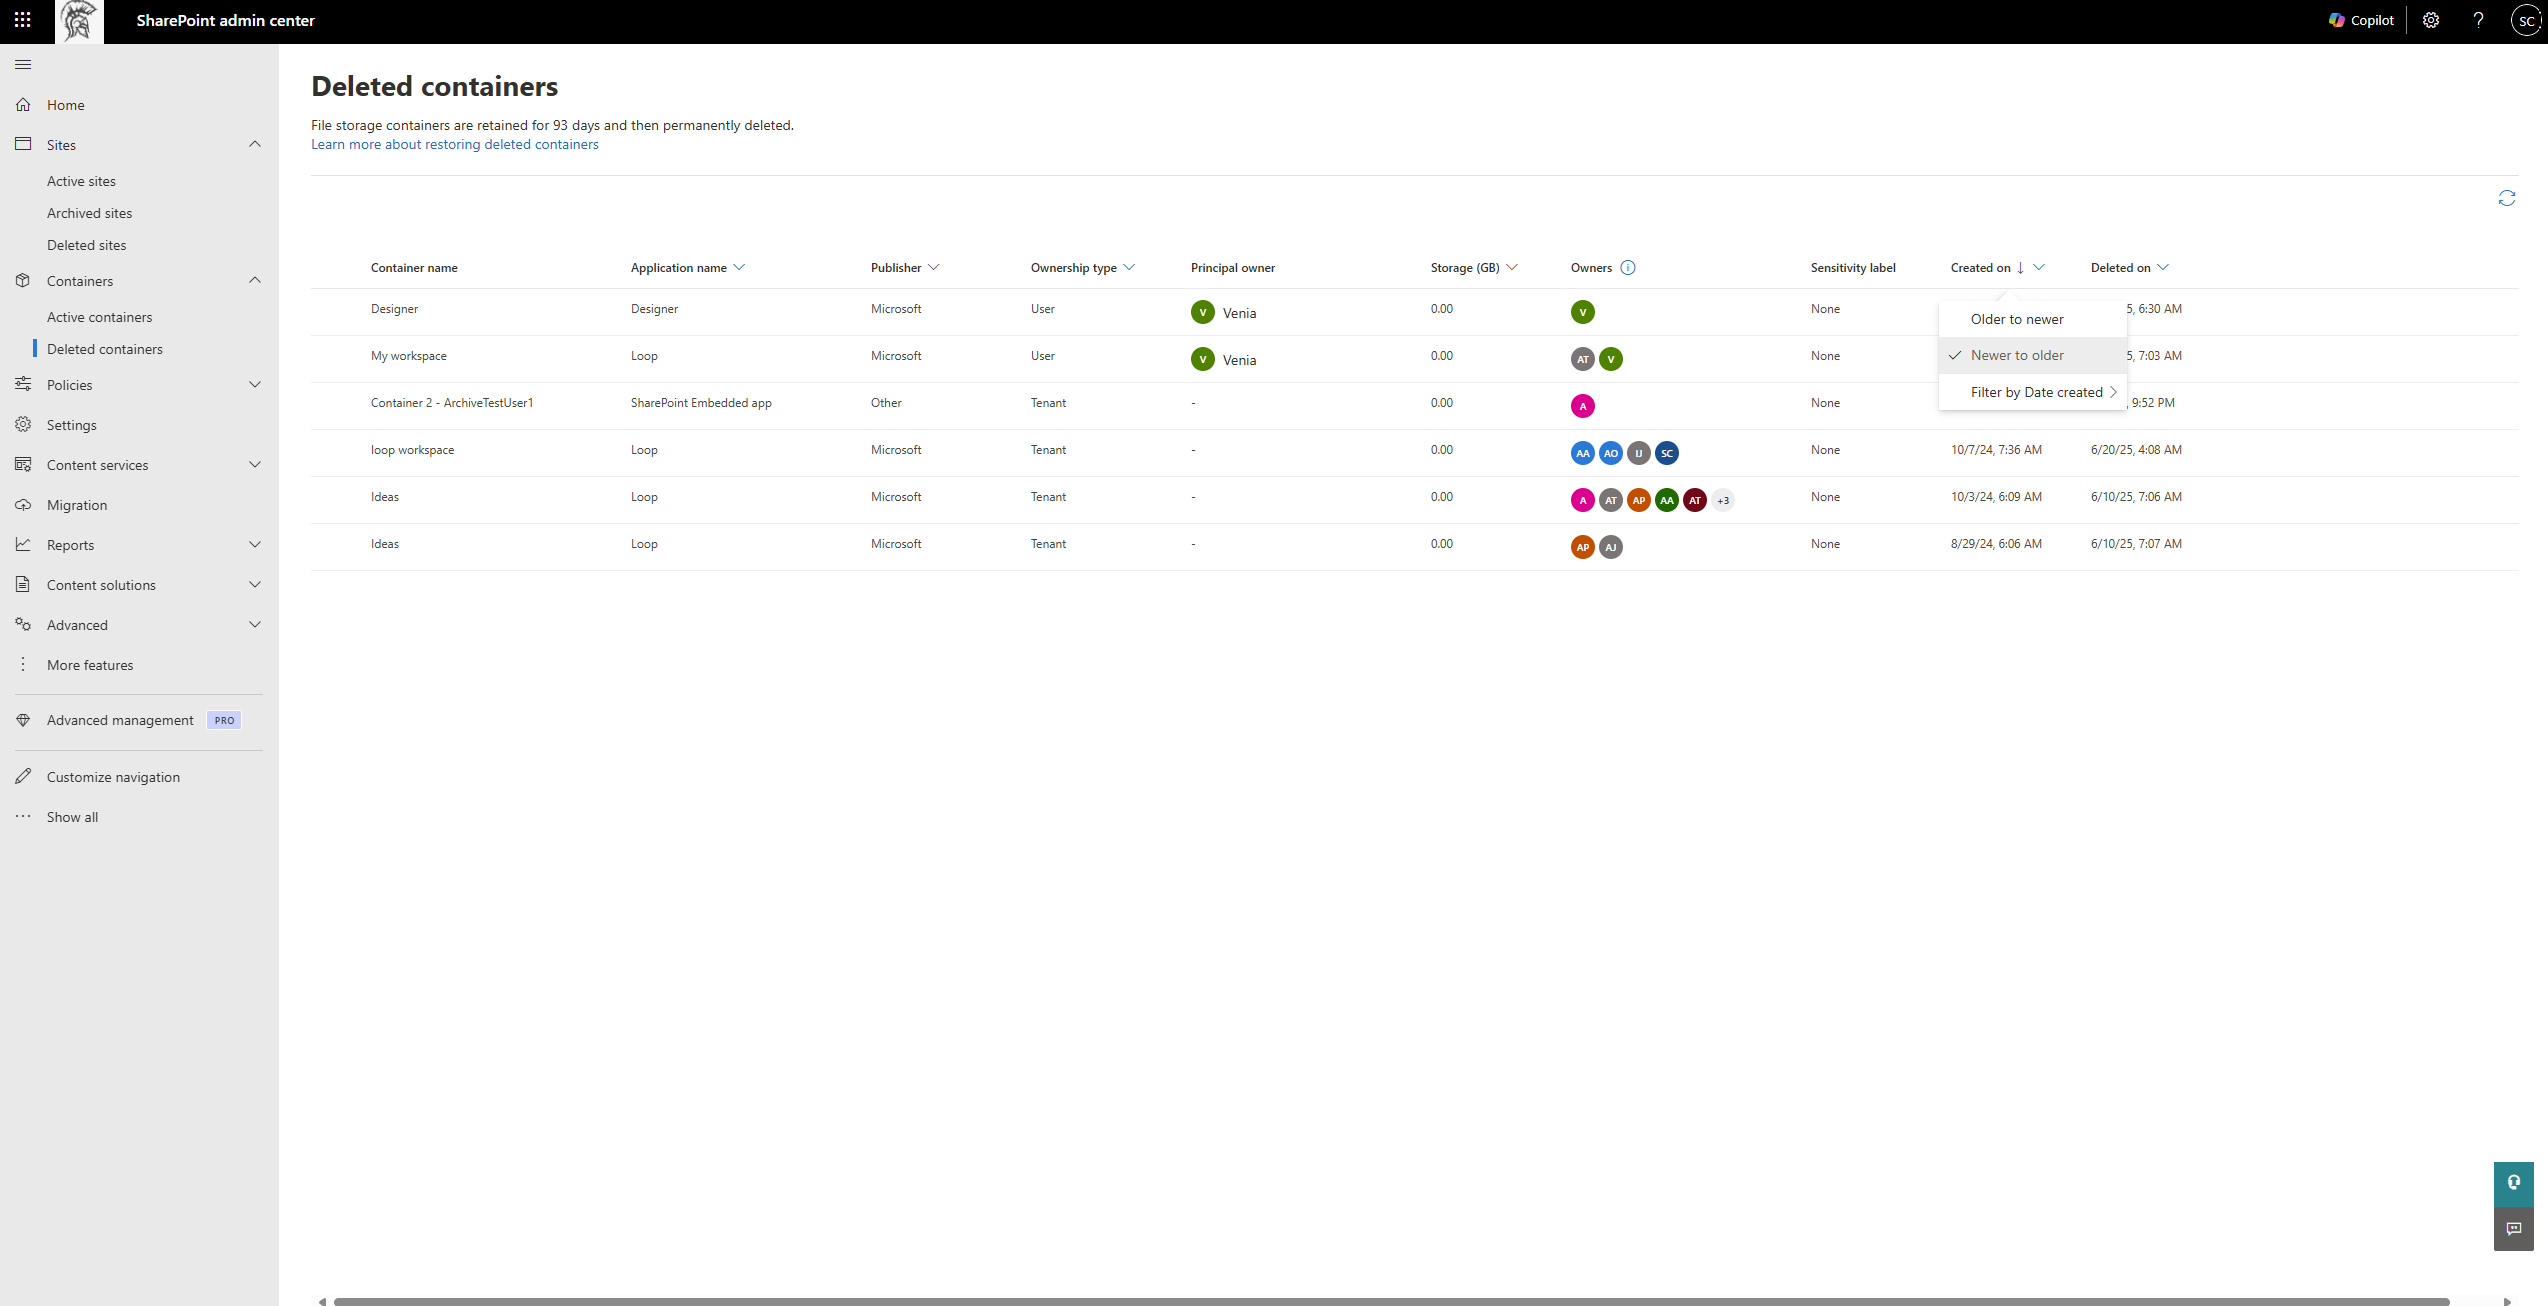 SharePoint admin center
Copilot
SC
Home
Sites
Active sites
Archived sites
Deleted sites
Containers
Active containers
Deleted containers
Policies
Settings
Content services
Migration
Reports
Content solutions
Advanced
More features
Advanced management PRO
Customize navigation
Show all
Deleted containers
File storage containers are retained for 93 days and then permanently deleted.
Learn more about restoring deleted containers
Container name Application name Publisher Ownership type Principal owner Storage (GB) Owners Sensitivity label Created on Deleted on
Designer Designer Microsoft User V Venia 0.00 V None 5, 6:30 AM
My workspace Loop Microsoft User V Venia 0.00 AT V None 5, 7:03 AM
Container 2 - ArchiveTestUser1 SharePoint Embedded app Other Tenant - 0.00 A None , 9:52 PM
loop workspace Loop Microsoft Tenant - 0.00 AA AO IJ SC None 10/7/24, 7:36 AM 6/20/25, 4:08 AM
Ideas Loop Microsoft Tenant - 0.00 A AT AP AA AT +3 None 10/3/24, 6:09 AM 6/10/25, 7:06 AM
Ideas Loop Microsoft Tenant - 0.00 AP AJ None 8/29/24, 6:06 AM 6/10/25, 7:07 AM
Older to newer
Newer to older
Filter by Date created